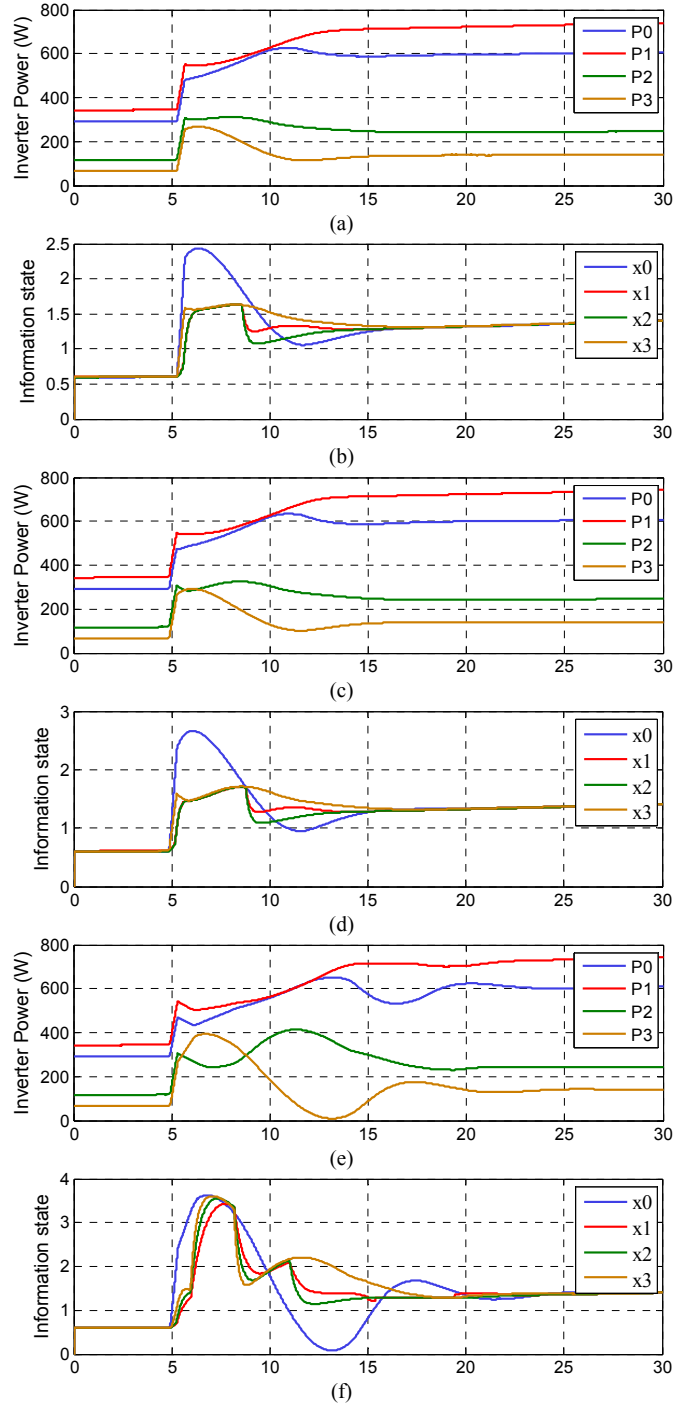 800
600
400
200
0
Inverter Power (W)
P0
P1
P2
P3
0 5 10 15 20 25 30
(a)
2.5
2
1.5
1
0.5
0
Information state
x0
x1
x2
x3
0 5 10 15 20 25 30
(b)
800
600
400
200
0
Inverter Power (W)
P0
P1
P2
P3
0 5 10 15 20 25 30
(c)
3
2
1
0
Information state
x0
x1
x2
x3
0 5 10 15 20 25 30
(d)
800
600
400
200
0
Inverter Power (W)
P0
P1
P2
P3
0 5 10 15 20 25 30
(e)
4
3
2
1
0
Information state
x0
x1
x2
x3
0 5 10 15 20 25 30
(f)